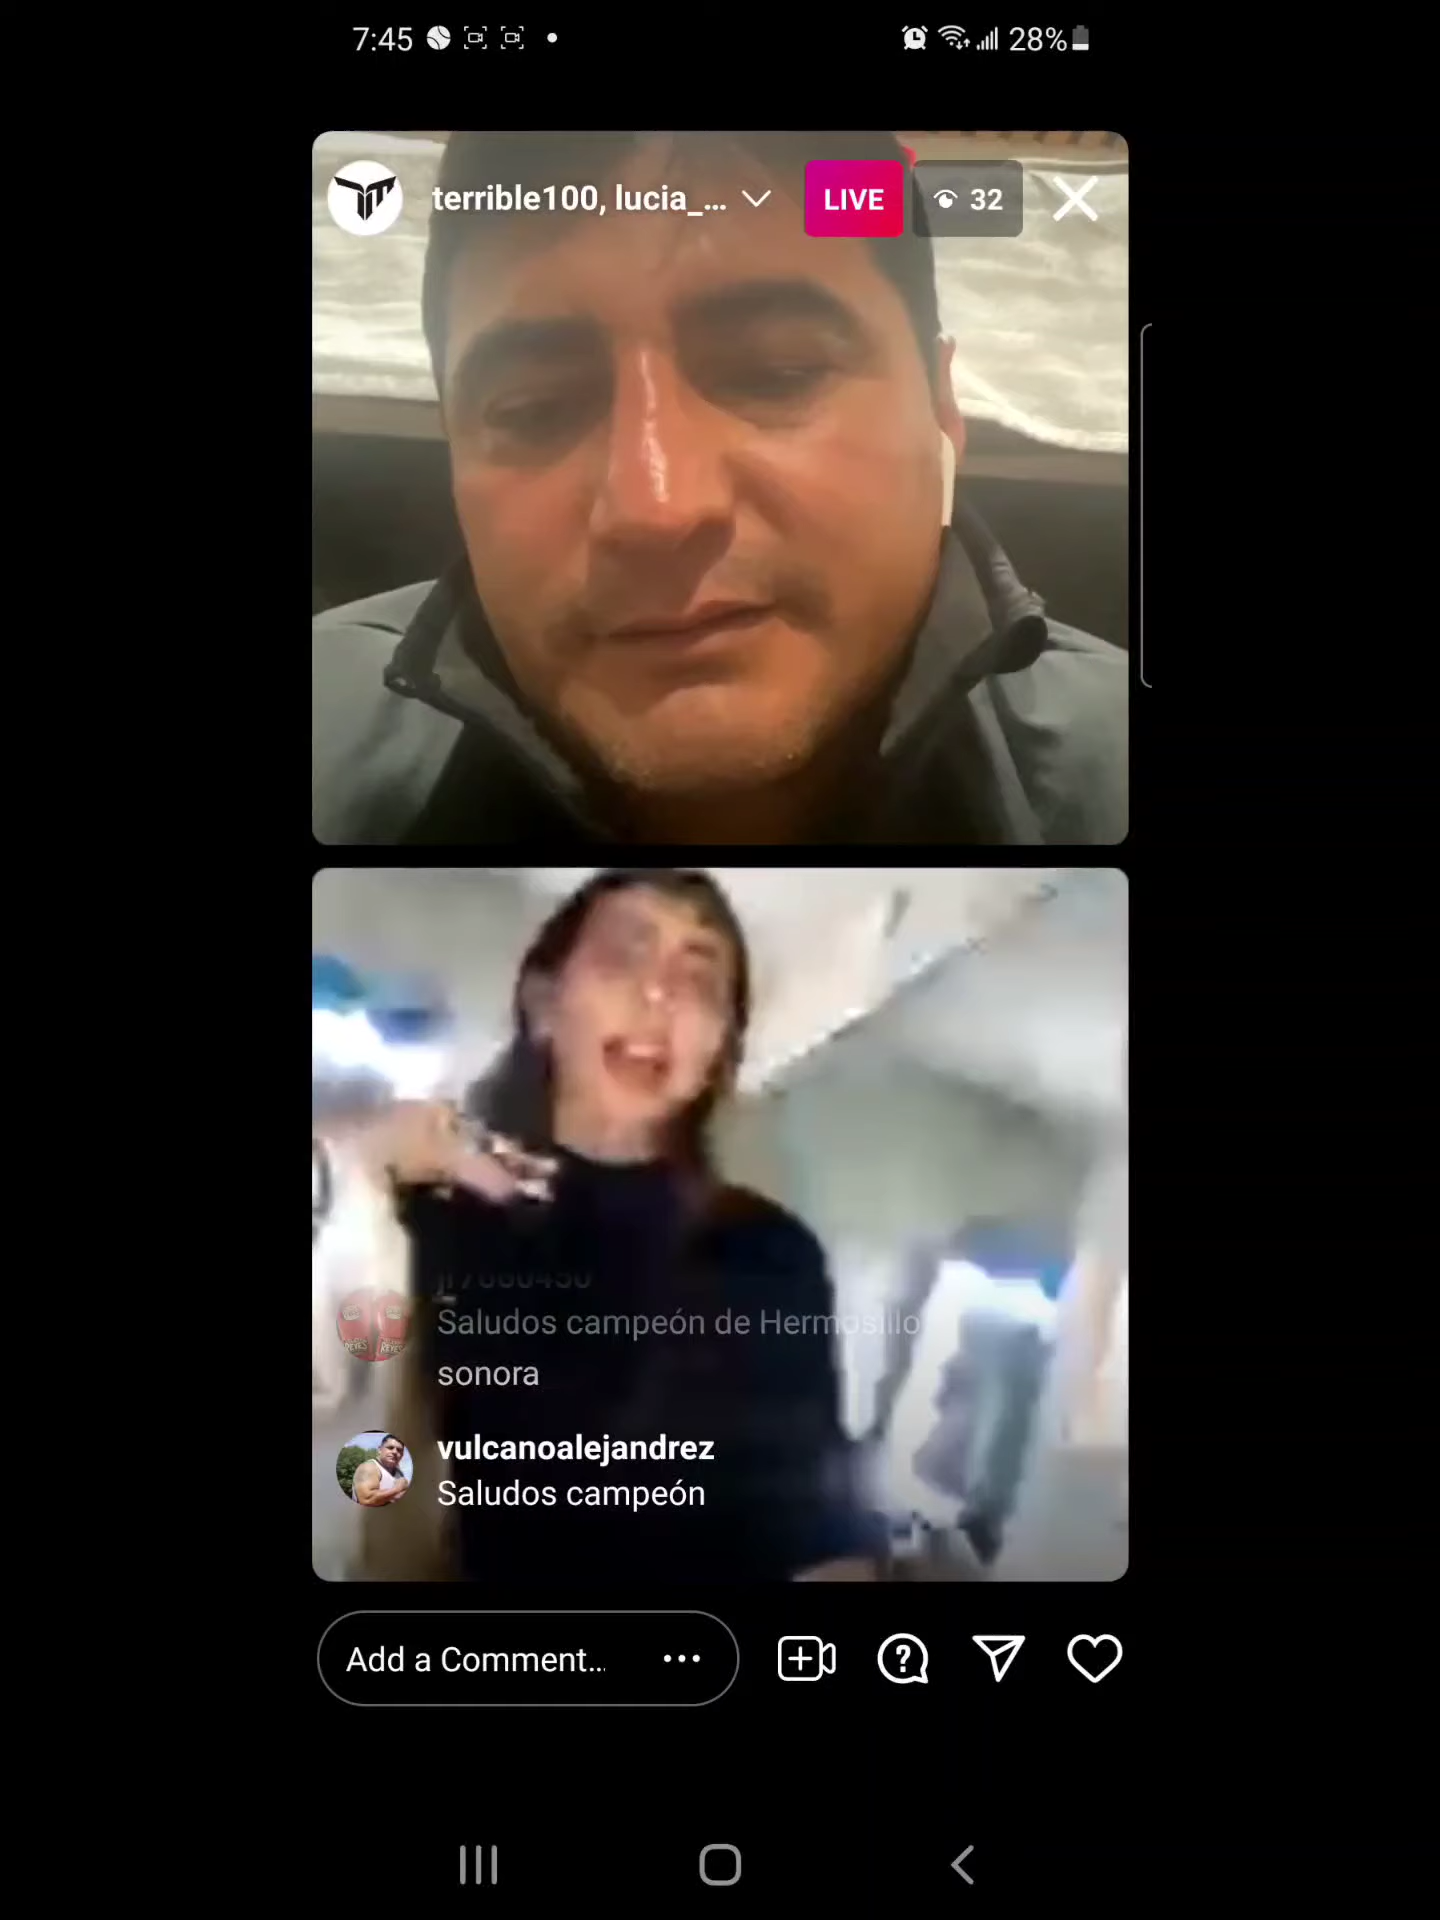 7:45
28%
terrible100, lucia_...
LIVE
32
Saludos campeón de Hermosillo
sonora
vulcanoalejandrez
Saludos campeón
Add a Comment...